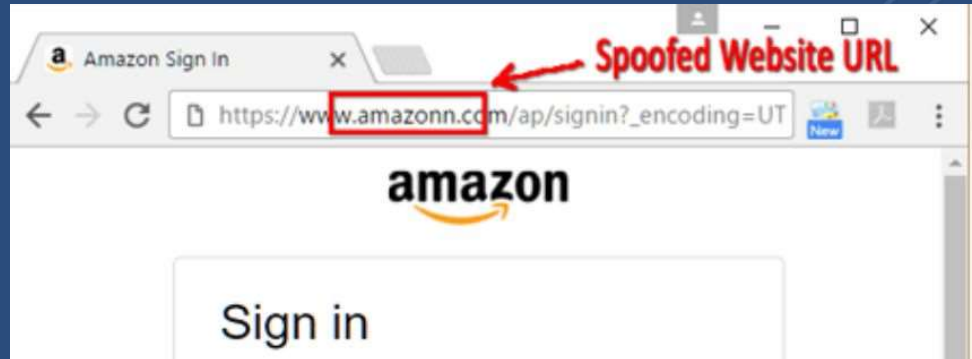 Amazon Sign In
Spoofed Website URL
https://www.amazonn.com/ap/signin?_encoding=UT
New
amazon
Sign in